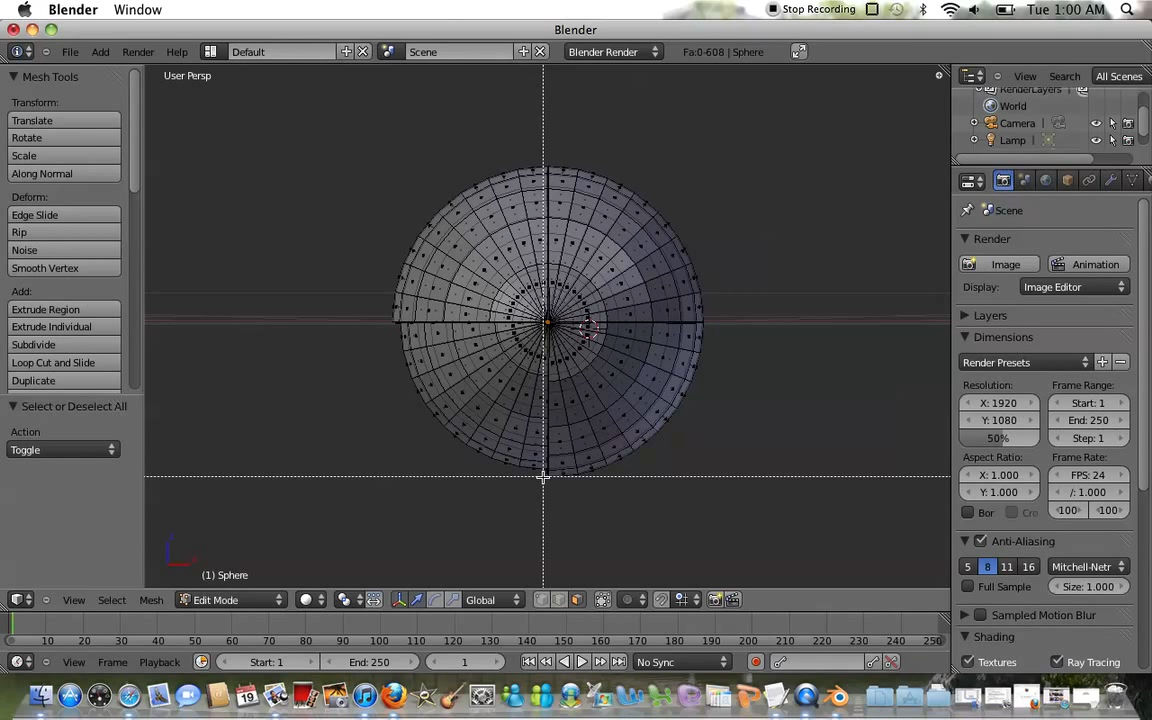 Blender Window Stop Recording Tue 1:00 AM
Blender
File Add Render Help Default Scene Blender Render Fa:0-608 | Sphere
Mesh Tools
User Persp
View Search All Scenes
RenderLayers
World
Camera
Lamp
Transform:
Translate
Rotate
Scale
Along Normal
Deform:
Edge Slide
Rip
Noise
Smooth Vertex
Add:
Extrude Region
Extrude Individual
Subdivide
Loop Cut and Slide
Duplicate
Select or Deselect All
Action
Toggle
Scene
Render
Image Animation
Display: Image Editor
Layers
Dimensions
Render Presets
Resolution: Frame Range:
X: 1920 Start: 1
Y: 1080 End: 250
50% Step: 1
Aspect Ratio: Frame Rate:
X: 1.000 FPS: 24
Y: 1.000 /: 1.000
Bor Cro 100 100
Anti-Aliasing
5 8 11 16 Mitchell-Netr
Full Sample Size: 1.000
Sampled Motion Blur
Shading
Textures Ray Tracing
(1) Sphere
View Select Mesh Edit Mode Global
10 20 30 40 50 60 70 80 90 100 110 120 130 140 150 160 170 180 190 200 210 220 230 240 250
View Frame Playback Start: 1 End: 250 1 No Sync